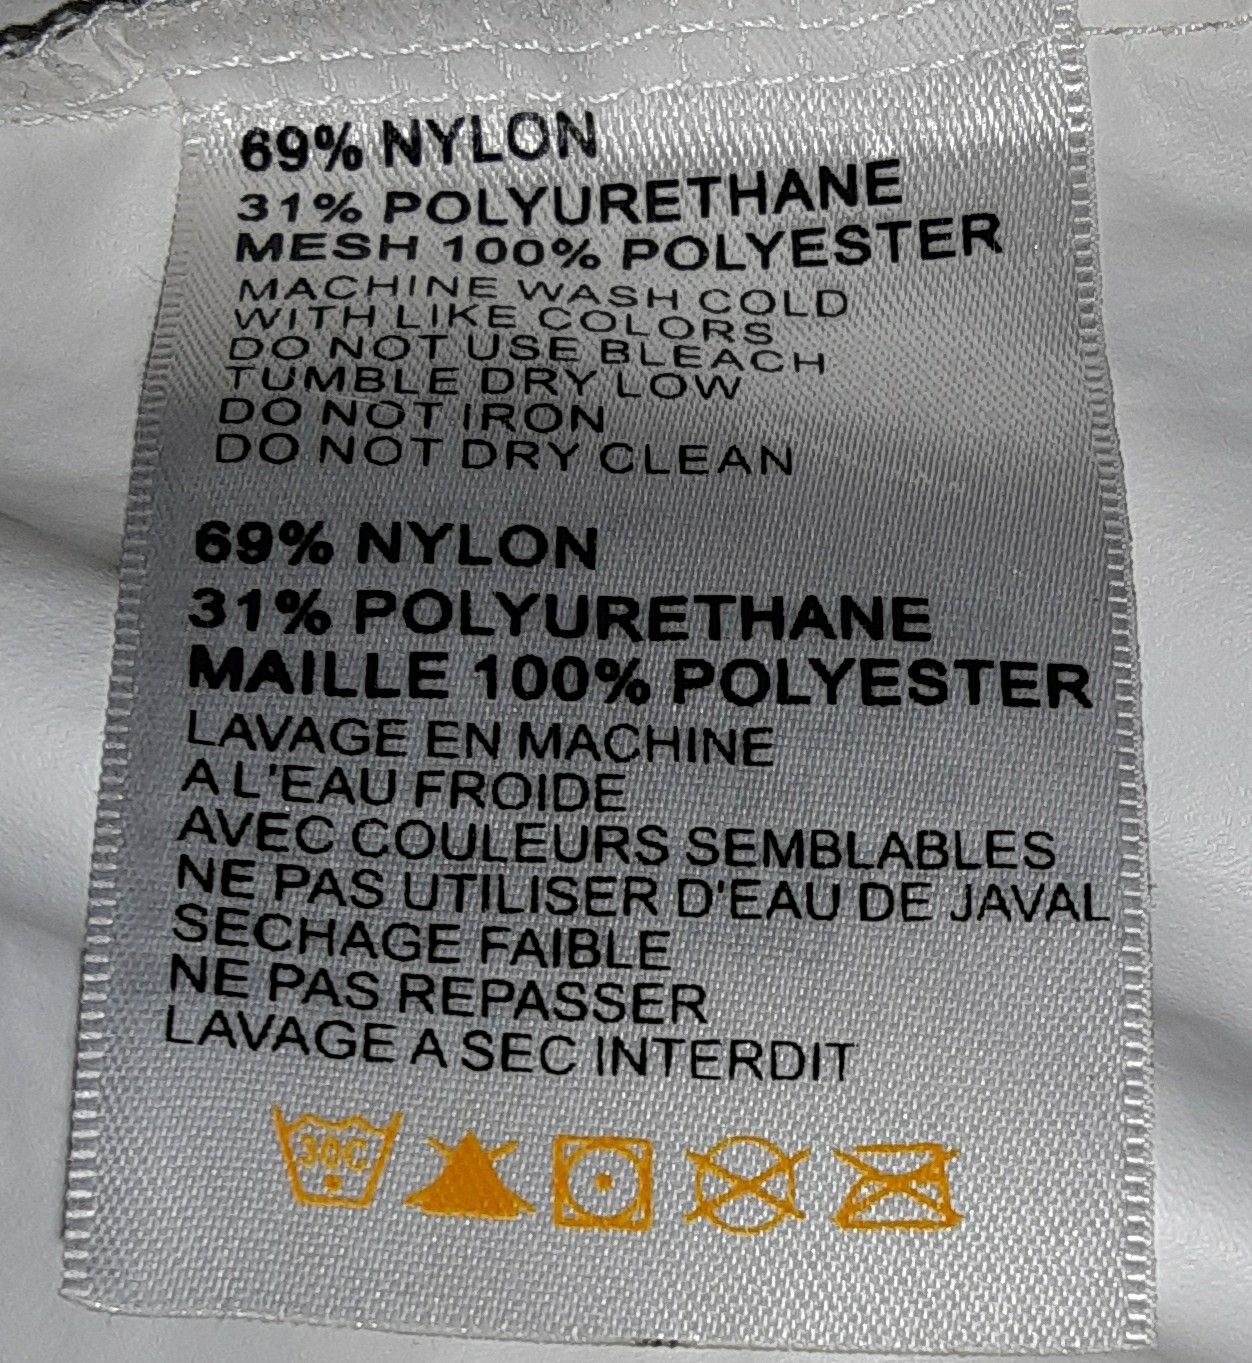 69% NYLON
31% POLYURETHANE
MESH 100% POLYESTER
MACHINE WASH COLD
WITH LIKE COLORS
DO NOT USE BLEACH
TUMBLE DRY LOW
DO NOT IRON
DO NOT DRY CLEAN
69% NYLON
31% POLYURETHANE
MAILLE 100% POLYESTER
LAVAGE EN MACHINE
A L'EAU FROIDE
AVEC COULEURS SEMBLABLES
NE PAS UTILISER D'EAU DE JAVAL
SECHAGE FAIBLE
NE PAS REPASSER
LAVAGE A SEC INTERDIT
30C